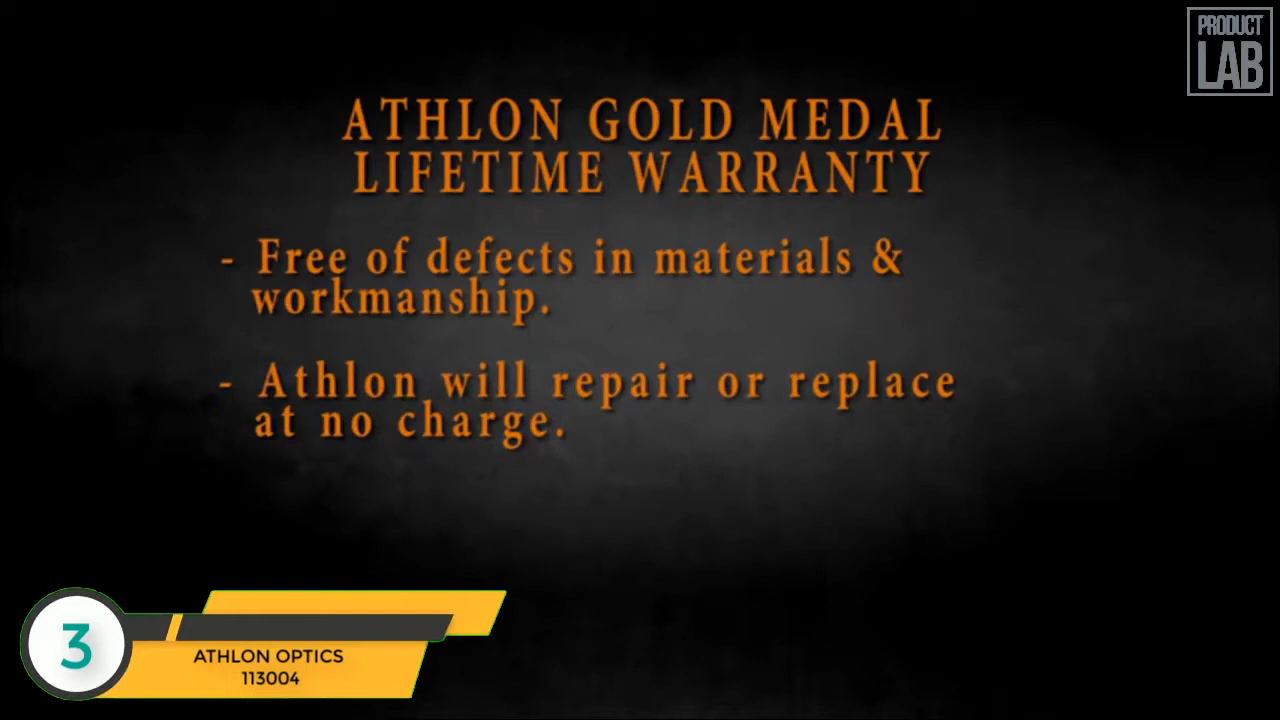 PRODUCT
LAB
ATHLON GOLD MEDAL
LIFETIME WARRANTY
- Free of defects in materials &
workmanship.
- Athlon will repair or replace
at no charge.
3
ATHLON OPTICS
113004